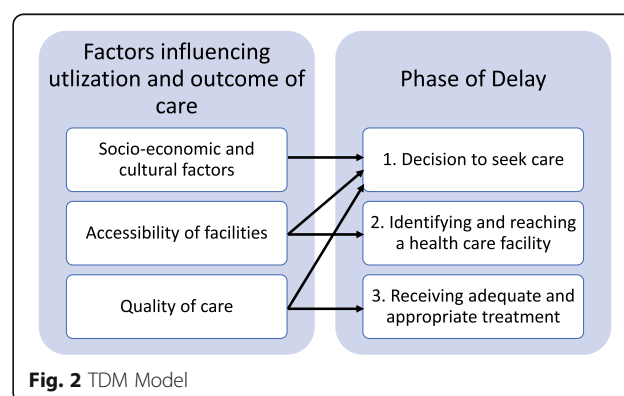 Factors influencing
utlization and outcome of
care
Socio-economic and
cultural factors
Accessibility of facilities
Quality of care
Phase of Delay
1. Decision to seek care
2. Identifying and reaching
a health care facility
3. Receiving adequate and
appropriate treatment
Fig. 2 TDM Model